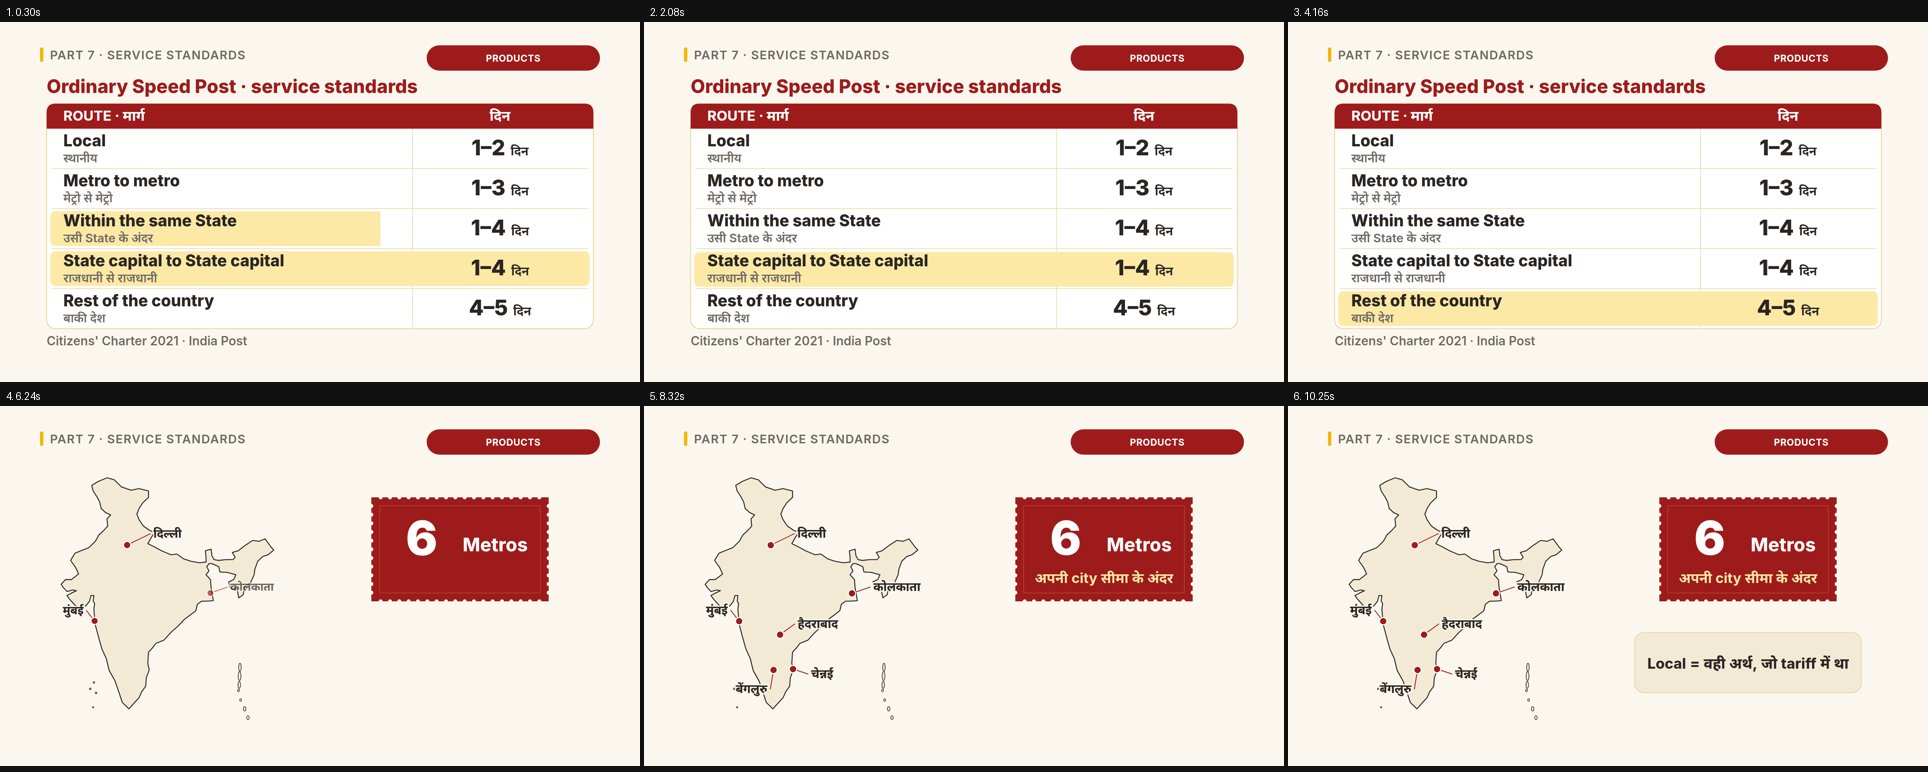 1. 0.30s
PART 7 · SERVICE STANDARDS
PRODUCTS
Ordinary Speed Post · service standards
ROUTE · मार्ग दिन
Local
स्थानीय
1–2 दिन
Metro to metro
मेट्रो से मेट्रो
1–3 दिन
Within the same State
उसी State के अंदर
1–4 दिन
State capital to State capital
राजधानी से राजधानी
1–4 दिन
Rest of the country
बाकी देश
4–5 दिन
Citizens' Charter 2021 · India Post
2. 2.08s
PART 7 · SERVICE STANDARDS
PRODUCTS
Ordinary Speed Post · service standards
ROUTE · मार्ग दिन
Local
स्थानीय
1–2 दिन
Metro to metro
मेट्रो से मेट्रो
1–3 दिन
Within the same State
उसी State के अंदर
1–4 दिन
State capital to State capital
राजधानी से राजधानी
1–4 दिन
Rest of the country
बाकी देश
4–5 दिन
Citizens' Charter 2021 · India Post
3. 4.16s
PART 7 · SERVICE STANDARDS
PRODUCTS
Ordinary Speed Post · service standards
ROUTE · मार्ग दिन
Local
स्थानीय
1–2 दिन
Metro to metro
मेट्रो से मेट्रो
1–3 दिन
Within the same State
उसी State के अंदर
1–4 दिन
State capital to State capital
राजधानी से राजधानी
1–4 दिन
Rest of the country
बाकी देश
4–5 दिन
Citizens' Charter 2021 · India Post
4. 6.24s
PART 7 · SERVICE STANDARDS
PRODUCTS
दिल्ली
कोलकाता
मुंबई
6 Metros
5. 8.32s
PART 7 · SERVICE STANDARDS
PRODUCTS
दिल्ली
कोलकाता
मुंबई
हैदराबाद
चेन्नई
बेंगलुरु
6 Metros
अपनी city सीमा के अंदर
6. 10.25s
PART 7 · SERVICE STANDARDS
PRODUCTS
दिल्ली
कोलकाता
मुंबई
हैदराबाद
चेन्नई
बेंगलुरु
6 Metros
अपनी city सीमा के अंदर
Local = वही अर्थ, जो tariff में था